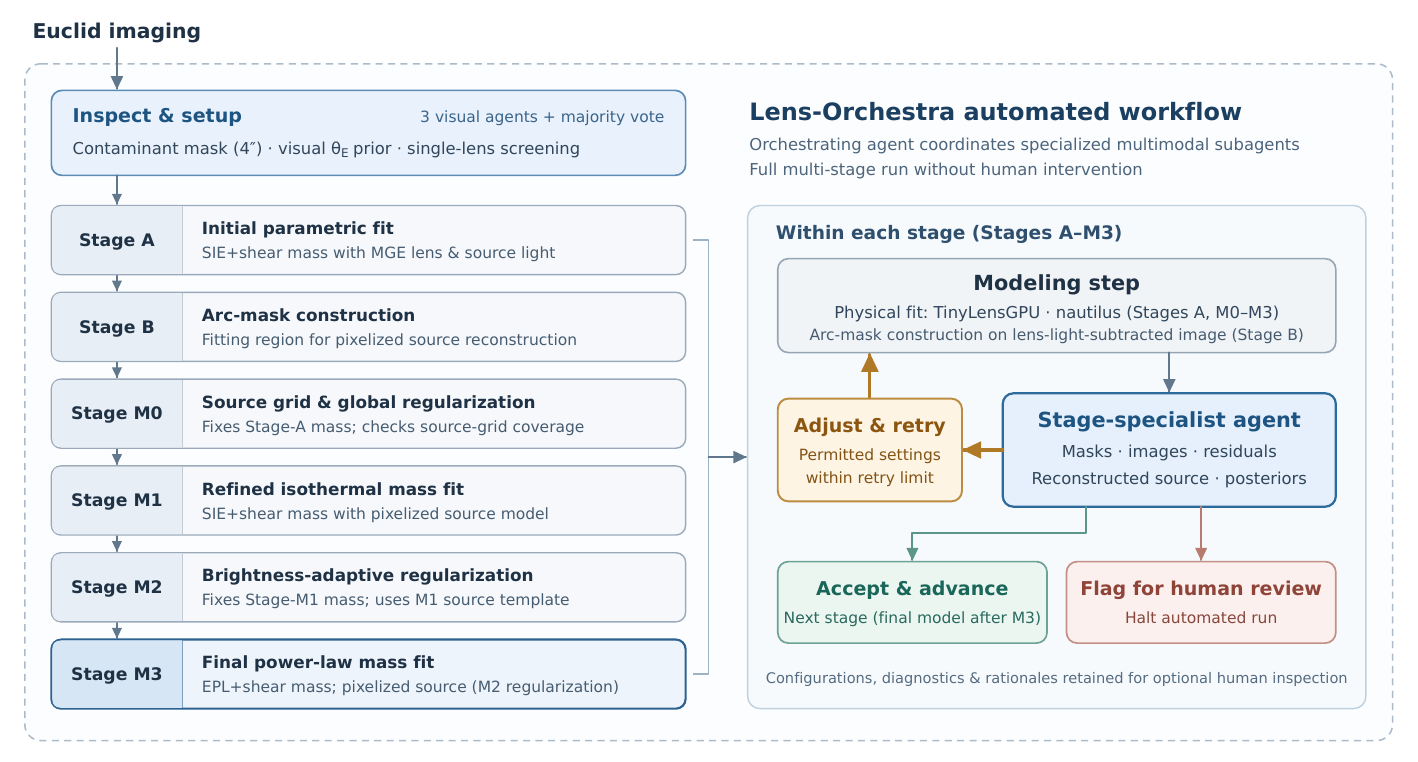 Euclid imaging
Inspect & setup
3 visual agents + majority vote
Contaminant mask (4″) · visual θE prior · single-lens screening
Stage A
Initial parametric fit
SIE+shear mass with MGE lens & source light
Stage B
Arc-mask construction
Fitting region for pixelized source reconstruction
Stage M0
Source grid & global regularization
Fixes Stage-A mass; checks source-grid coverage
Stage M1
Refined isothermal mass fit
SIE+shear mass with pixelized source model
Stage M2
Brightness-adaptive regularization
Fixes Stage-M1 mass; uses M1 source template
Stage M3
Final power-law mass fit
EPL+shear mass; pixelized source (M2 regularization)
Lens-Orchestra automated workflow
Orchestrating agent coordinates specialized multimodal subagents
Full multi-stage run without human intervention
Within each stage (Stages A–M3)
Modeling step
Physical fit: TinyLensGPU · nautilus (Stages A, M0–M3)
Arc-mask construction on lens-light-subtracted image (Stage B)
Adjust & retry
Permitted settings
within retry limit
Stage-specialist agent
Masks · images · residuals
Reconstructed source · posteriors
Accept & advance
Next stage (final model after M3)
Flag for human review
Halt automated run
Configurations, diagnostics & rationales retained for optional human inspection